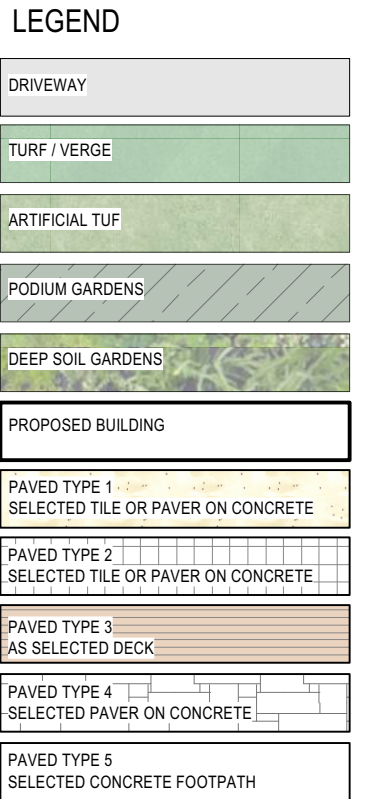 LEGEND
DRIVEWAY
TURF / VERGE
ARTIFICIAL TUF
PODIUM GARDENS
DEEP SOIL GARDENS
PROPOSED BUILDING
PAVED TYPE 1
SELECTED TILE OR PAVER ON CONCRETE
PAVED TYPE 2
SELECTED TILE OR PAVER ON CONCRETE
PAVED TYPE 3
AS SELECTED DECK
PAVED TYPE 4
SELECTED PAVER ON CONCRETE
PAVED TYPE 5
SELECTED CONCRETE FOOTPATH